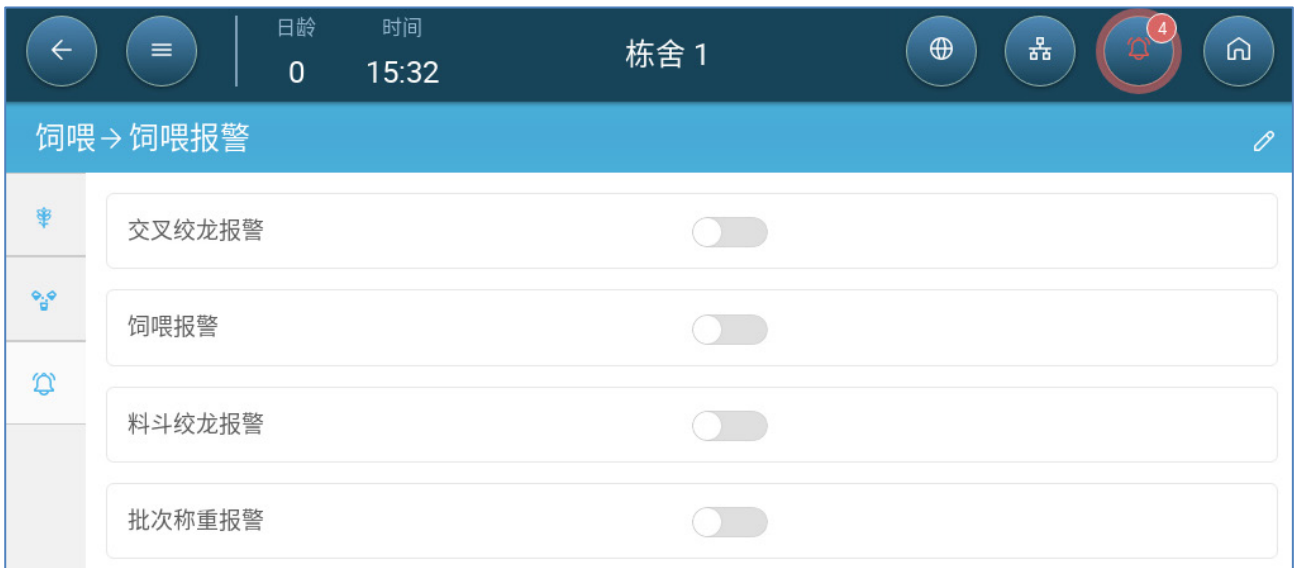 日龄 时间
0 15:32
栋舍 1
4
饲喂→饲喂报警
交叉绞龙报警
饲喂报警
料斗绞龙报警
批次称重报警